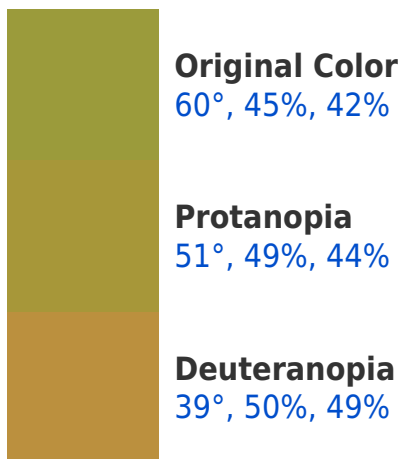 Original Color
60°, 45%, 42%
Protanopia
51°, 49%, 44%
Deuteranopia
39°, 50%, 49%